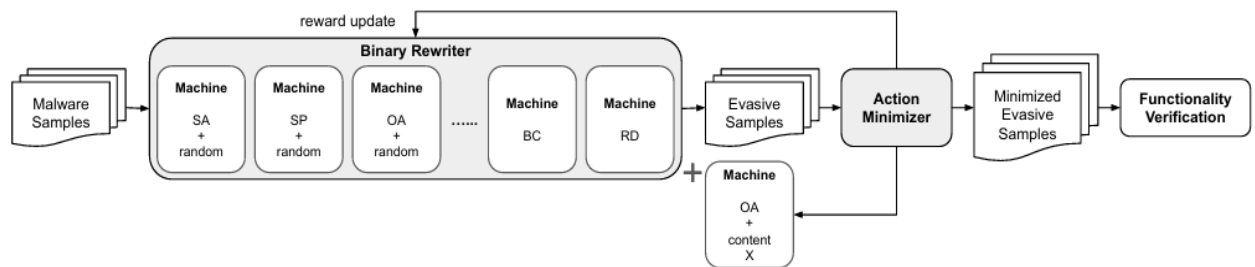 reward update
Binary Rewriter
Malware
Samples
Machine
SA
+
random
Machine
SP
+
random
Machine
OA
+
random
......
Machine
BC
Machine
RD
Evasive
Samples
Action
Minimizer
Minimized
Evasive
Samples
Functionality
Verification
+
Machine
OA
+
content
X